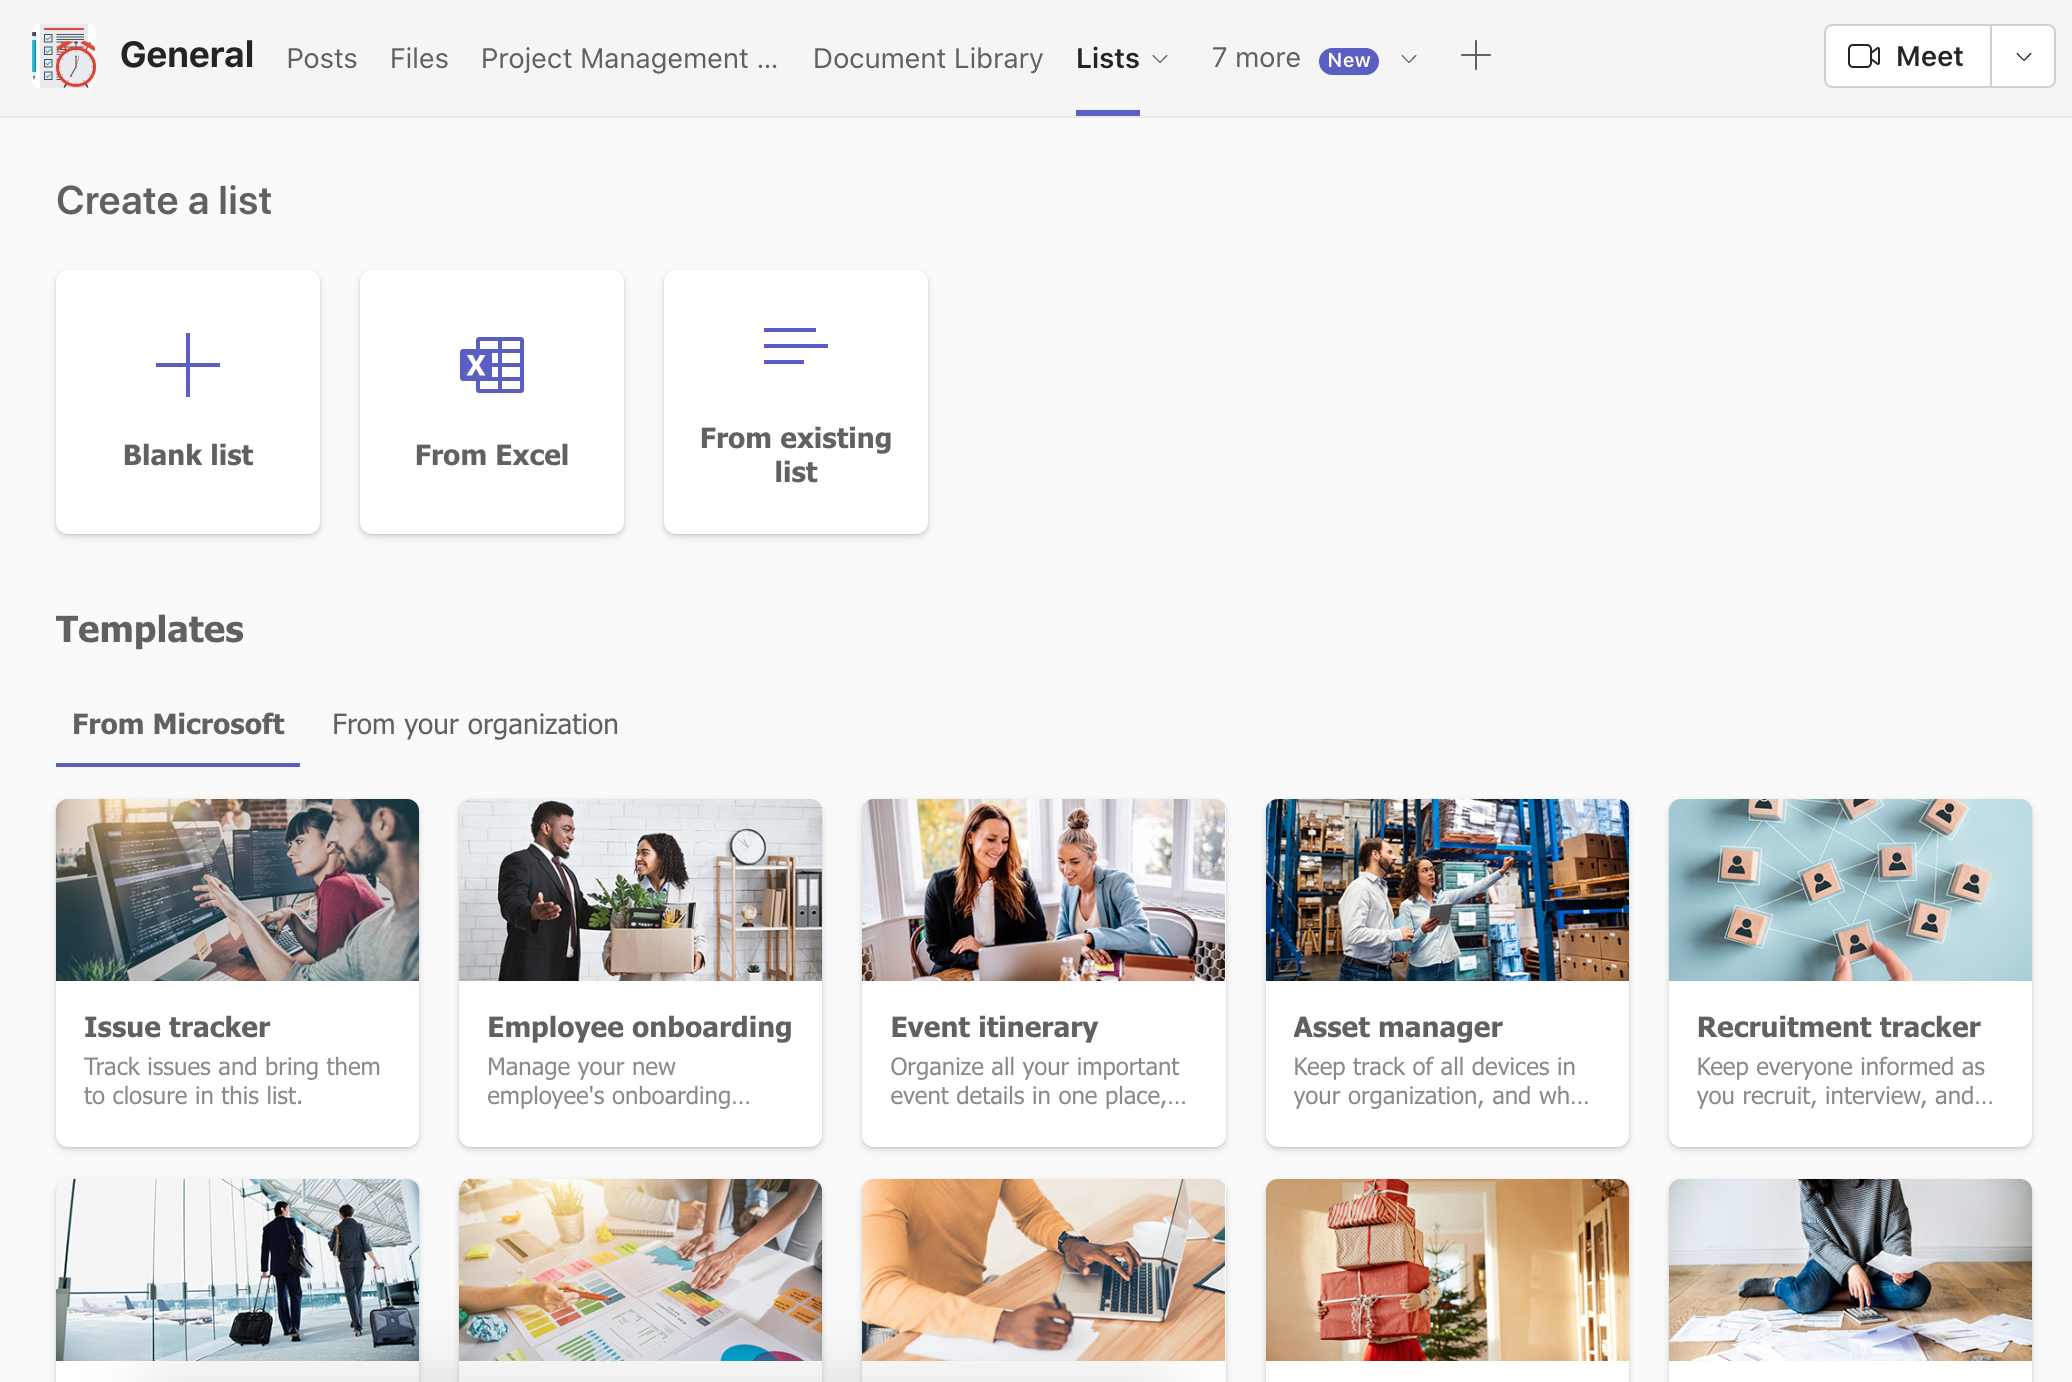 General
Posts
Files
Project Management ...
Document Library
Lists
7 more
New
Meet
Create a list
Blank list
From Excel
From existing
list
Templates
From Microsoft
From your organization
Issue tracker
Track issues and bring them
to closure in this list.
Employee onboarding
Manage your new
employee's onboarding...
Event itinerary
Organize all your important
event details in one place,...
Asset manager
Keep track of all devices in
your organization, and wh...
Recruitment tracker
Keep everyone informed as
you recruit, interview, and...